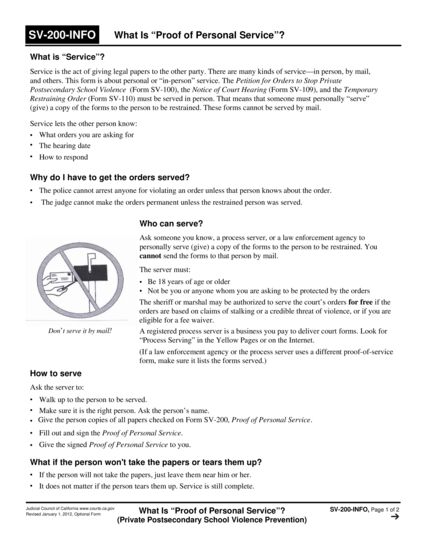 SV-200-INFO What Is “Proof of Personal Service”?
What is “Service”?
Service is the act of giving legal papers to the other party. There are many kinds of service—in person, by mail,
and others. This form is about personal or “in-person” service. The Petition for Orders to Stop Private
Postsecondary School Violence (Form SV-100), the Notice of Court Hearing (Form SV-109), and the Temporary
Restraining Order (Form SV-110) must be served in person. That means that someone must personally “serve”
(give) a copy of the forms to the person to be restrained. These forms cannot be served by mail.
Service lets the other person know:
• What orders you are asking for
• The hearing date
• How to respond
Why do I have to get the orders served?
• The police cannot arrest anyone for violating an order unless that person knows about the order.
• The judge cannot make the orders permanent unless the restrained person was served.
Who can serve?
Ask someone you know, a process server, or a law enforcement agency to
personally serve (give) a copy of the forms to the person to be restrained. You
cannot send the forms to that person by mail.
The server must:
• Be 18 years of age or older
• Not be you or anyone whom you are asking to be protected by the orders
The sheriff or marshal may be authorized to serve the court’s orders for free if the
orders are based on claims of stalking or a credible threat of violence, or if you are
eligible for a fee waiver.
Don’t serve it by mail!
A registered process server is a business you pay to deliver court forms. Look for
“Process Serving” in the Yellow Pages or on the Internet.
(If a law enforcement agency or the process server uses a different proof-of-service
form, make sure it lists the forms served.)
How to serve
Ask the server to:
• Walk up to the person to be served.
• Make sure it is the right person. Ask the person’s name.
• Give the person copies of all papers checked on Form SV-200, Proof of Personal Service.
• Fill out and sign the Proof of Personal Service.
• Give the signed Proof of Personal Service to you.
What if the person won't take the papers or tears them up?
• If the person will not take the papers, just leave them near him or her.
• It does not matter if the person tears them up. Service is still complete.
Judicial Council of California www.courts.ca.gov
Revised January 1, 2012, Optional Form
What Is “Proof of Personal Service”?
(Private Postsecondary School Violence Prevention)
SV-200-INFO, Page 1 of 2
➔